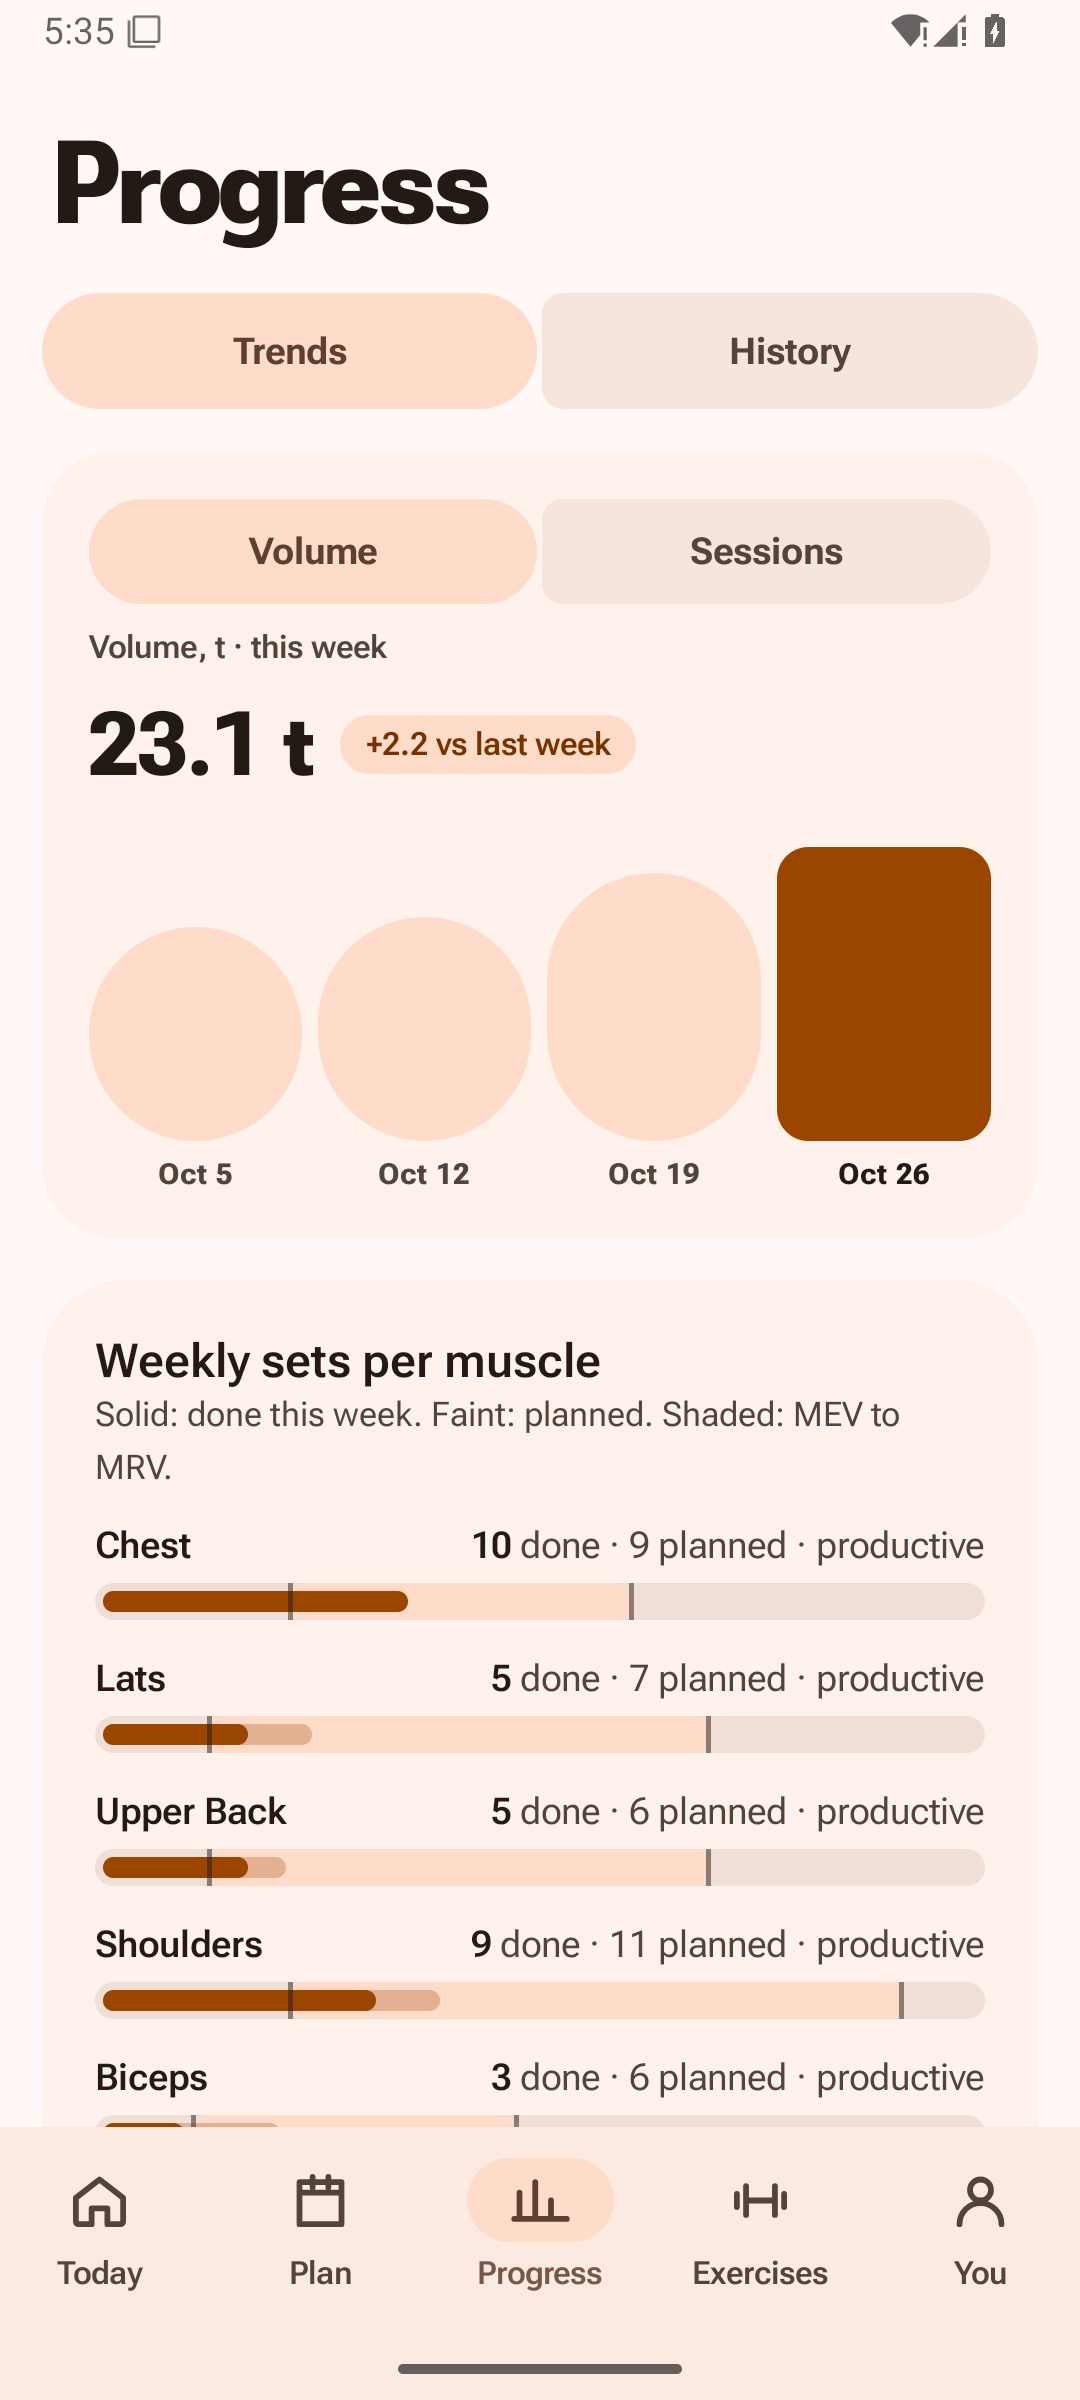 5:35
Progress
Trends
History
Volume
Sessions
Volume, t · this week
23.1 t
+2.2 vs last week
Oct 5
Oct 12
Oct 19
Oct 26
Weekly sets per muscle
Solid: done this week. Faint: planned. Shaded: MEV to
MRV.
Chest
10 done · 9 planned · productive
Lats
5 done · 7 planned · productive
Upper Back
5 done · 6 planned · productive
Shoulders
9 done · 11 planned · productive
Biceps
3 done · 6 planned · productive
Today
Plan
Progress
Exercises
You